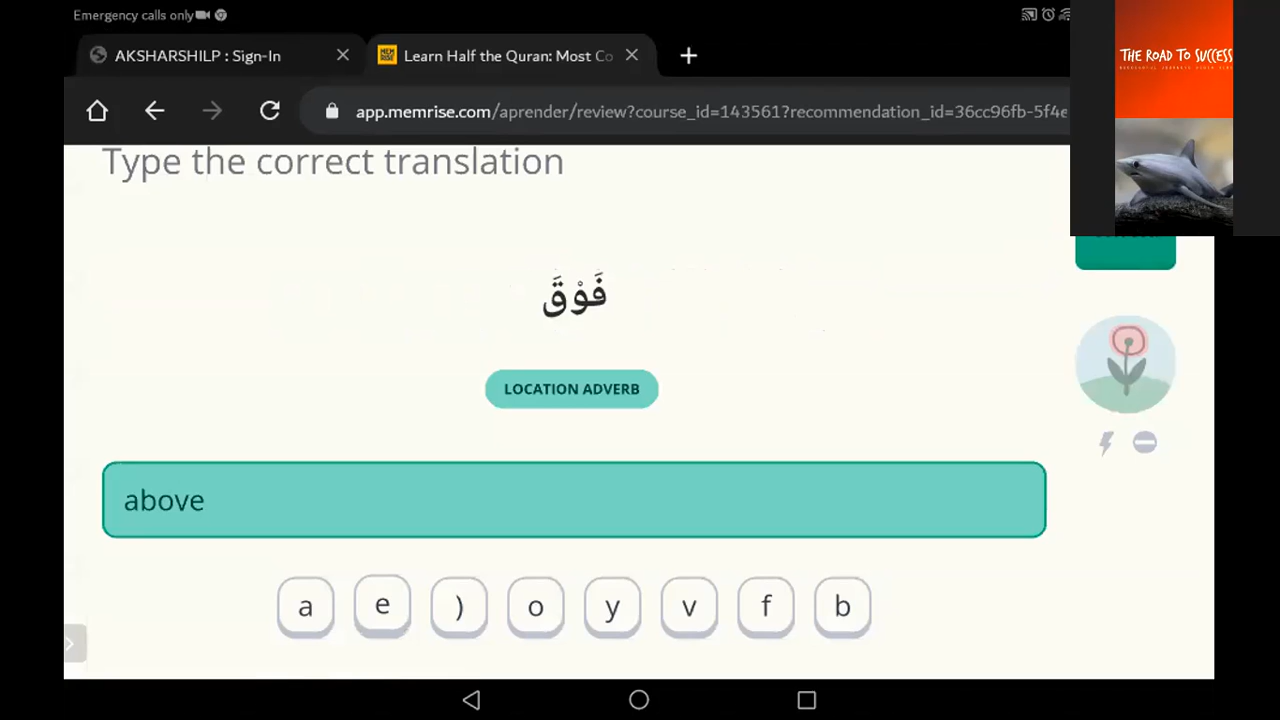 Emergency calls only
AKSHARSHILP : Sign-In
Learn Half the Quran: Most Co
app.memrise.com/aprender/review?course_id=143561?recommendation_id=36cc96fb-5f4e
THE ROAD TO SUCCESS
Type the correct translation
فَوْقَ
LOCATION ADVERB
above
a e ) o y v f b